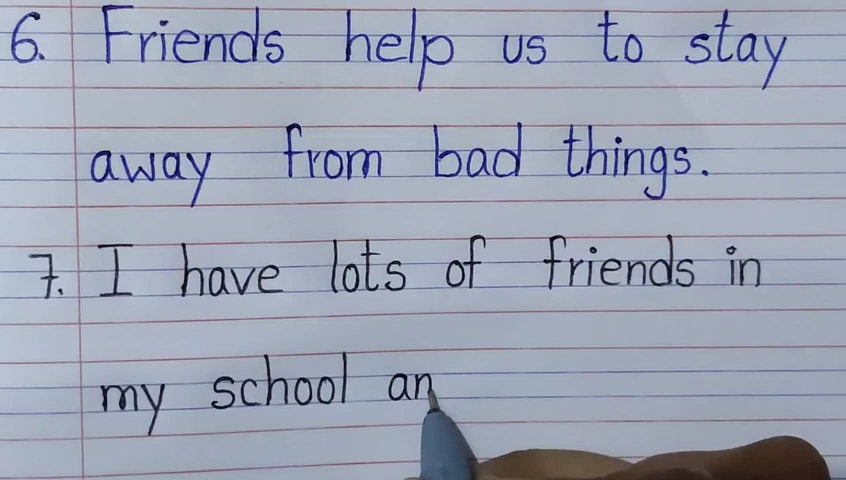 6. Friends help us to stay
away from bad things.
7. I have lots of friends in
my school an